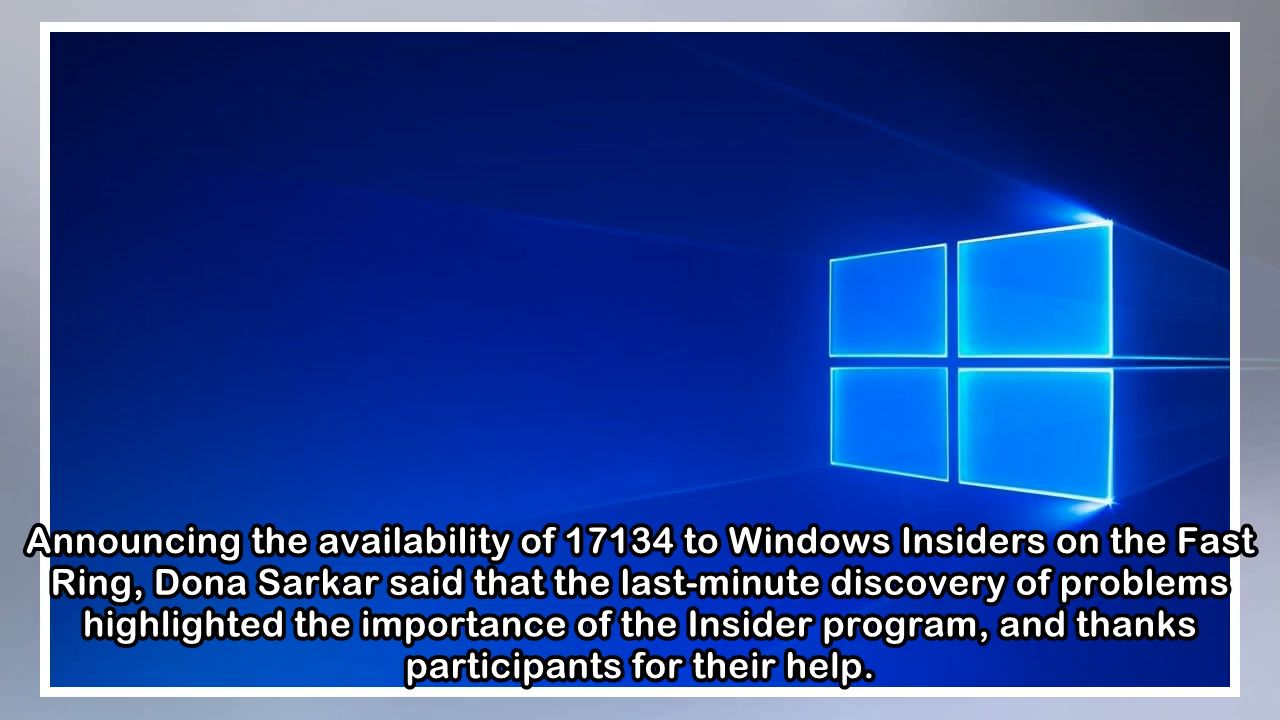 Announcing the availability of 17134 to Windows Insiders on the Fast
Ring, Dona Sarkar said that the last-minute discovery of problems
highlighted the importance of the Insider program, and thanks
participants for their help.